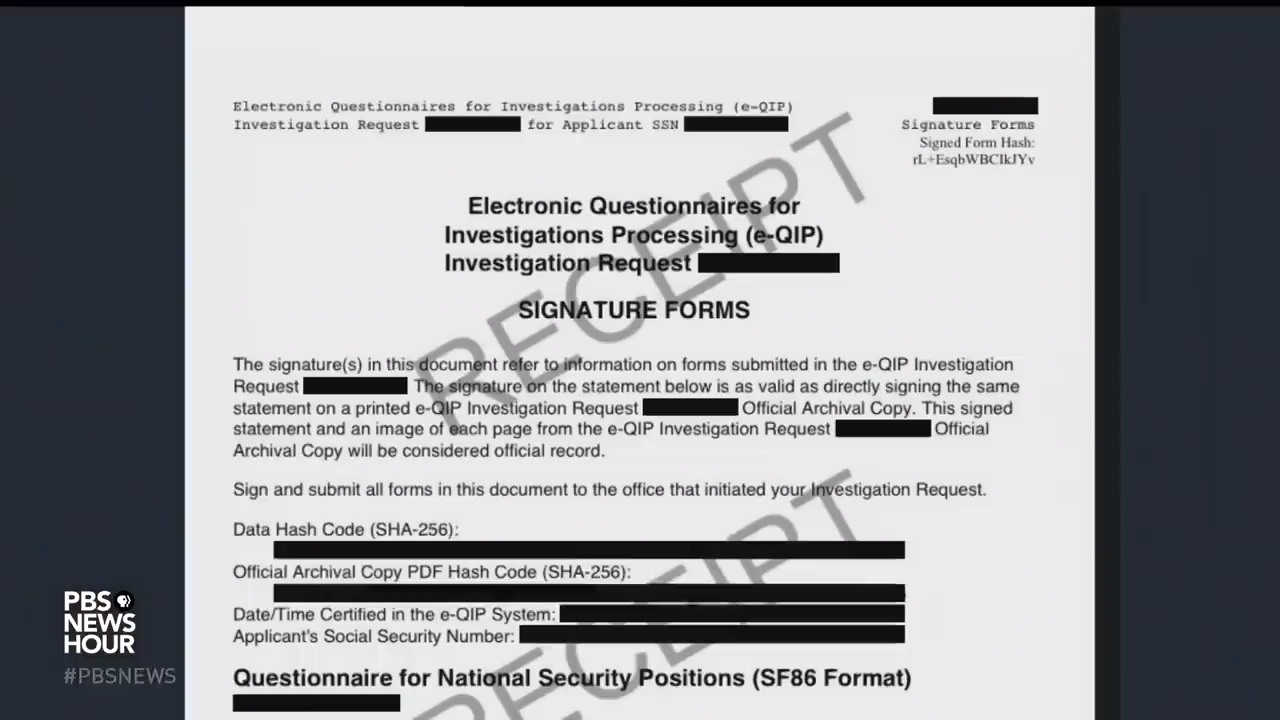 Electronic Questionnaires for Investigations Processing (e-QIP)
Investigation Request for Applicant SSN
Signature Forms
Signed Form Hash:
rL+EsqbWBCIkJYv
Electronic Questionnaires for
Investigations Processing (e-QIP)
Investigation Request
SIGNATURE FORMS
The signature(s) in this document refer to information on forms submitted in the e-QIP Investigation
Request The signature on the statement below is as valid as directly signing the same
statement on a printed e-QIP Investigation Request Official Archival Copy. This signed
statement and an image of each page from the e-QIP Investigation Request Official
Archival Copy will be considered official record.
Sign and submit all forms in this document to the office that initiated your Investigation Request.
Data Hash Code (SHA-256):
Official Archival Copy PDF Hash Code (SHA-256):
Date/Time Certified in the e-QIP System:
Applicant's Social Security Number:
Questionnaire for National Security Positions (SF86 Format)
RECEIPT
RECEIPT
PBS
NEWS
HOUR
#PBSNEWS